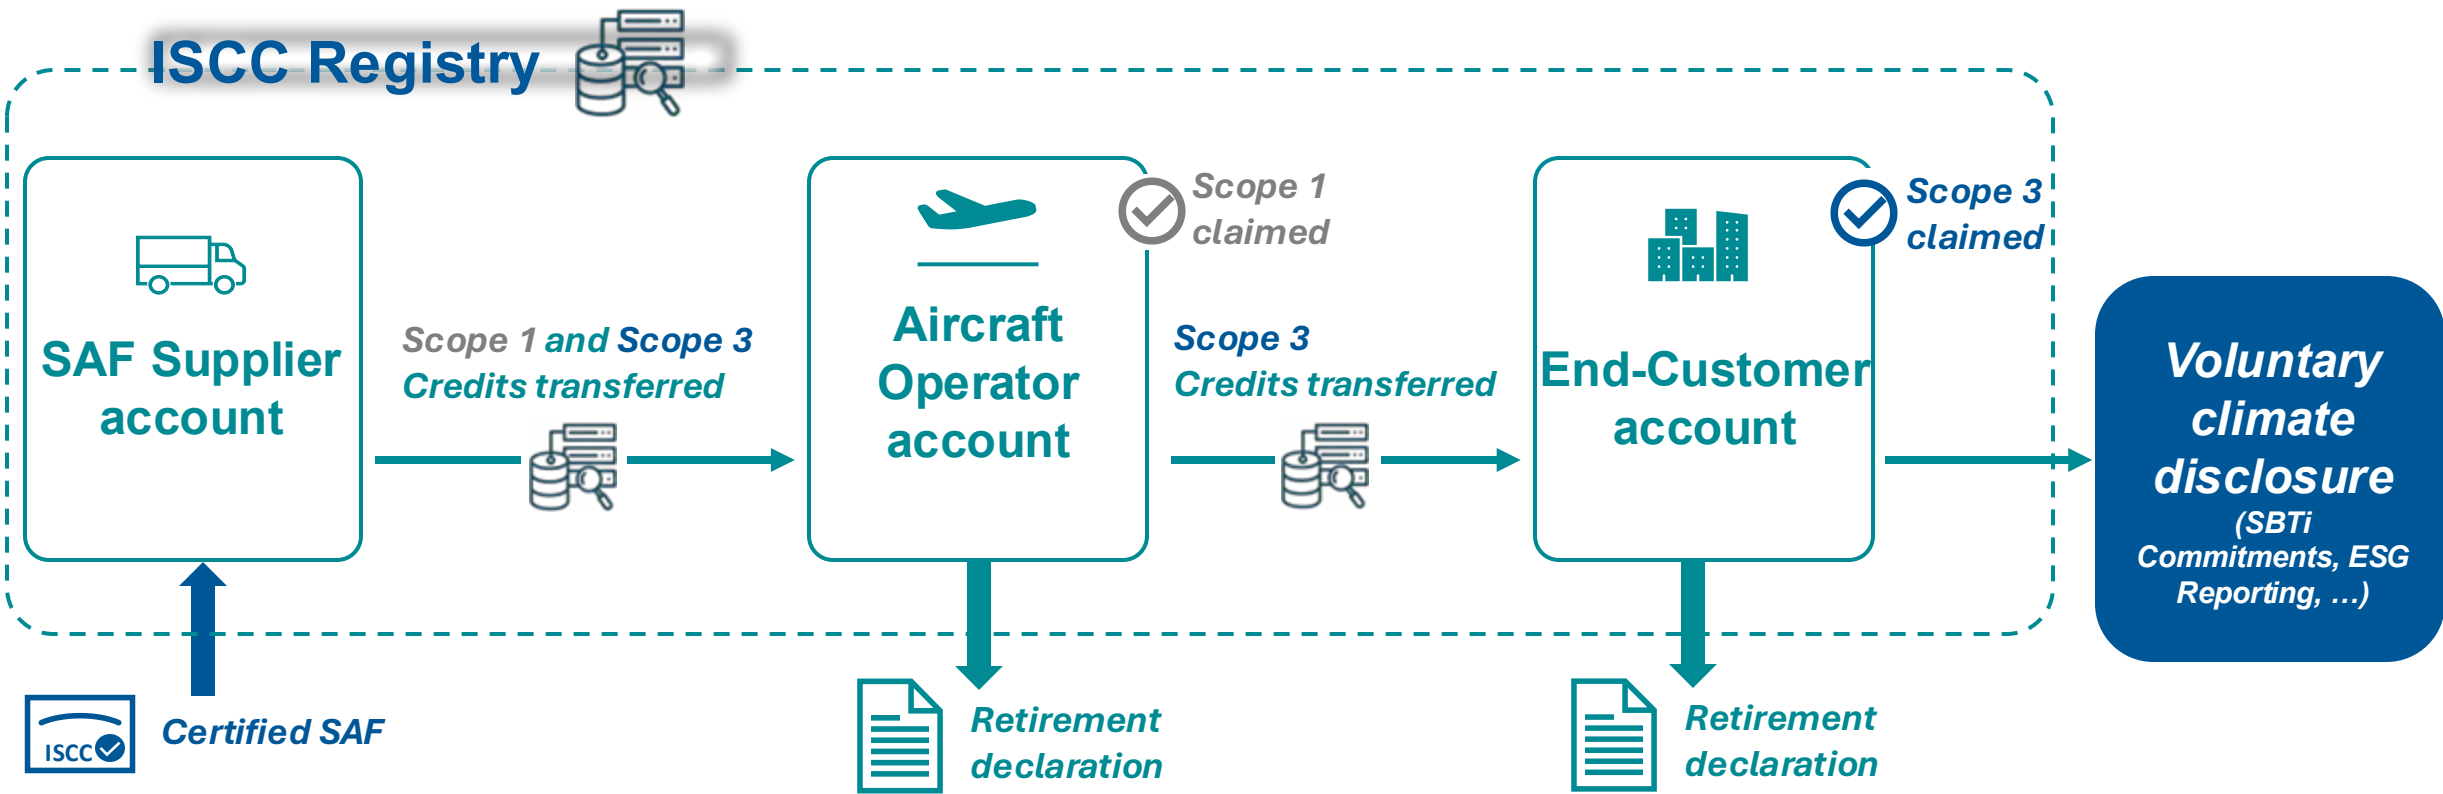 ISCC Registry
SAF Supplier
account
Scope 1 and Scope 3
Credits transferred
Aircraft
Operator
account
Scope 1
claimed
Scope 3
Credits transferred
End-Customer
account
Scope 3
claimed
Voluntary
climate
disclosure
(SBTi
Commitments, ESG
Reporting, ...)
ISCC
Certified SAF
Retirement
declaration
Retirement
declaration